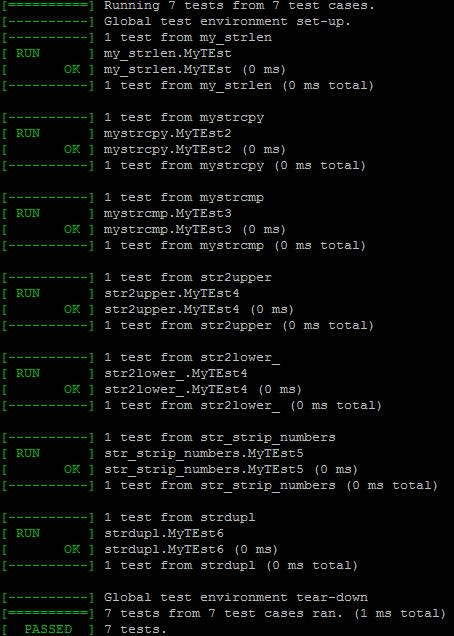 [==========] Running 7 tests from 7 test cases.
[----------] Global test environment set-up.
[----------] 1 test from my_strlen
[ RUN      ] my_strlen.MyTEst
[       OK ] my_strlen.MyTEst (0 ms)
[----------] 1 test from my_strlen (0 ms total)

[----------] 1 test from mystrcpy
[ RUN      ] mystrcpy.MyTEst2
[       OK ] mystrcpy.MyTEst2 (0 ms)
[----------] 1 test from mystrcpy (0 ms total)

[----------] 1 test from mystrcmp
[ RUN      ] mystrcmp.MyTEst3
[       OK ] mystrcmp.MyTEst3 (0 ms)
[----------] 1 test from mystrcmp (0 ms total)

[----------] 1 test from str2upper
[ RUN      ] str2upper.MyTEst4
[       OK ] str2upper.MyTEst4 (0 ms)
[----------] 1 test from str2upper (0 ms total)

[----------] 1 test from str2lower_
[ RUN      ] str2lower_.MyTEst4
[       OK ] str2lower_.MyTEst4 (0 ms)
[----------] 1 test from str2lower_ (0 ms total)

[----------] 1 test from str_strip_numbers
[ RUN      ] str_strip_numbers.MyTEst5
[       OK ] str_strip_numbers.MyTEst5 (0 ms)
[----------] 1 test from str_strip_numbers (0 ms total)

[----------] 1 test from strdupl
[ RUN      ] strdupl.MyTEst6
[       OK ] strdupl.MyTEst6 (0 ms)
[----------] 1 test from strdupl (0 ms total)

[----------] Global test environment tear-down
[==========] 7 tests from 7 test cases ran. (1 ms total)
[  PASSED  ] 7 tests.